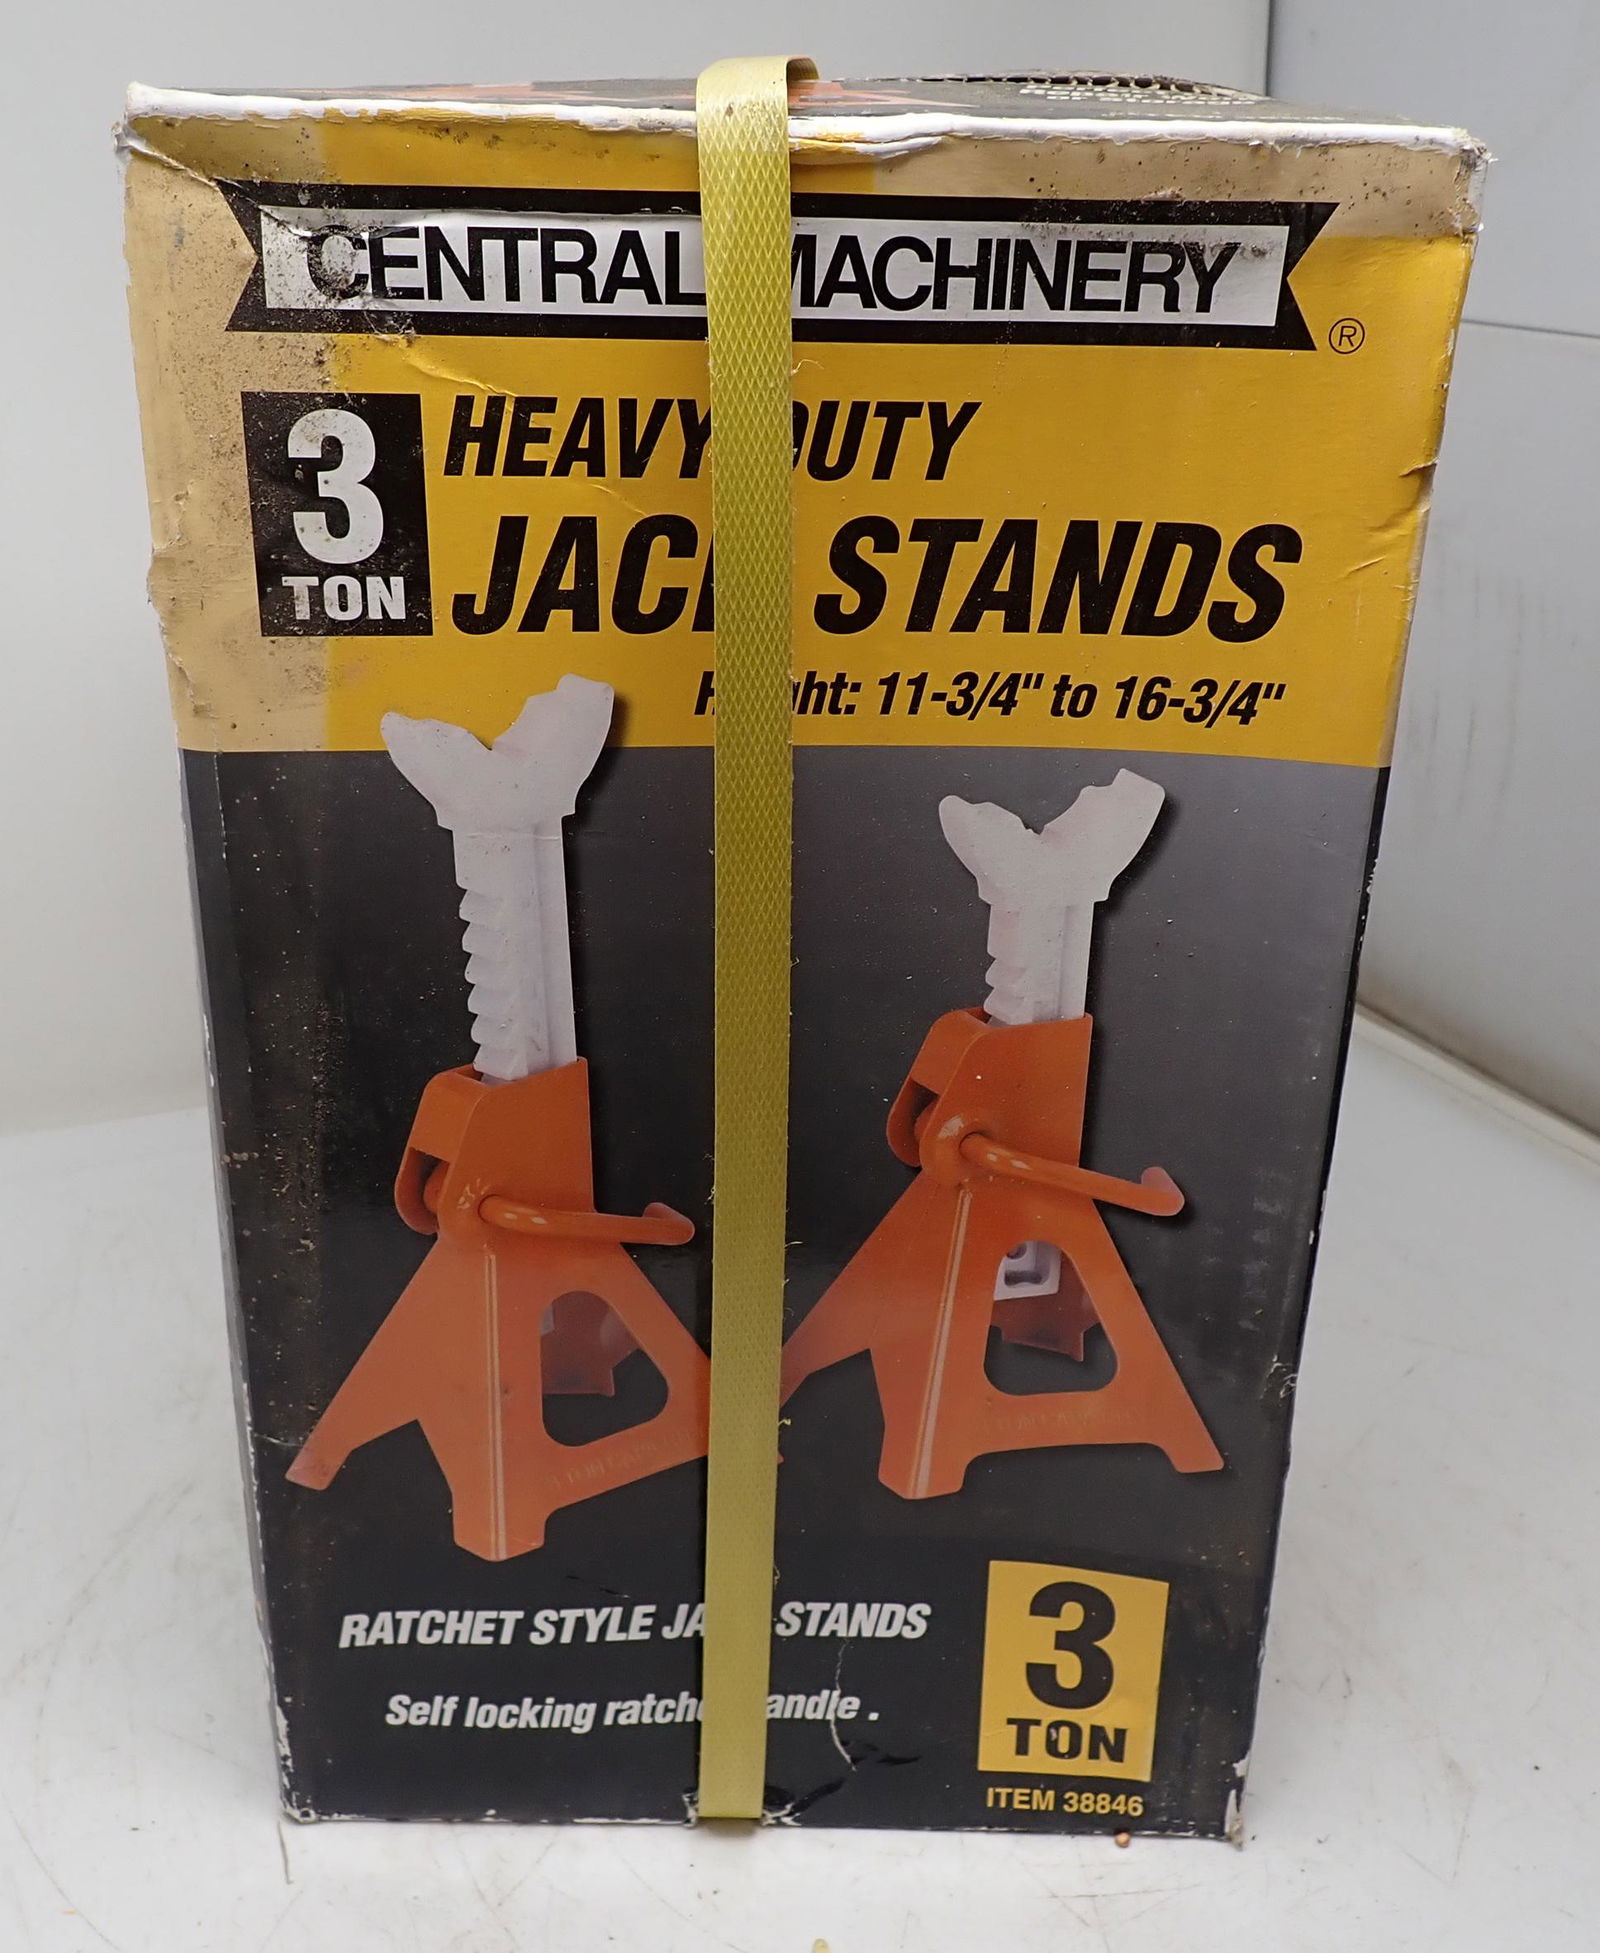 CENTRAL MACHINERY
®
3
TON
HEAVY DUTY
JACK STANDS
Height: 11-3/4" to 16-3/4"
RATCHET STYLE JACK STANDS
Self locking ratchet handle .
3
TON
ITEM 38846